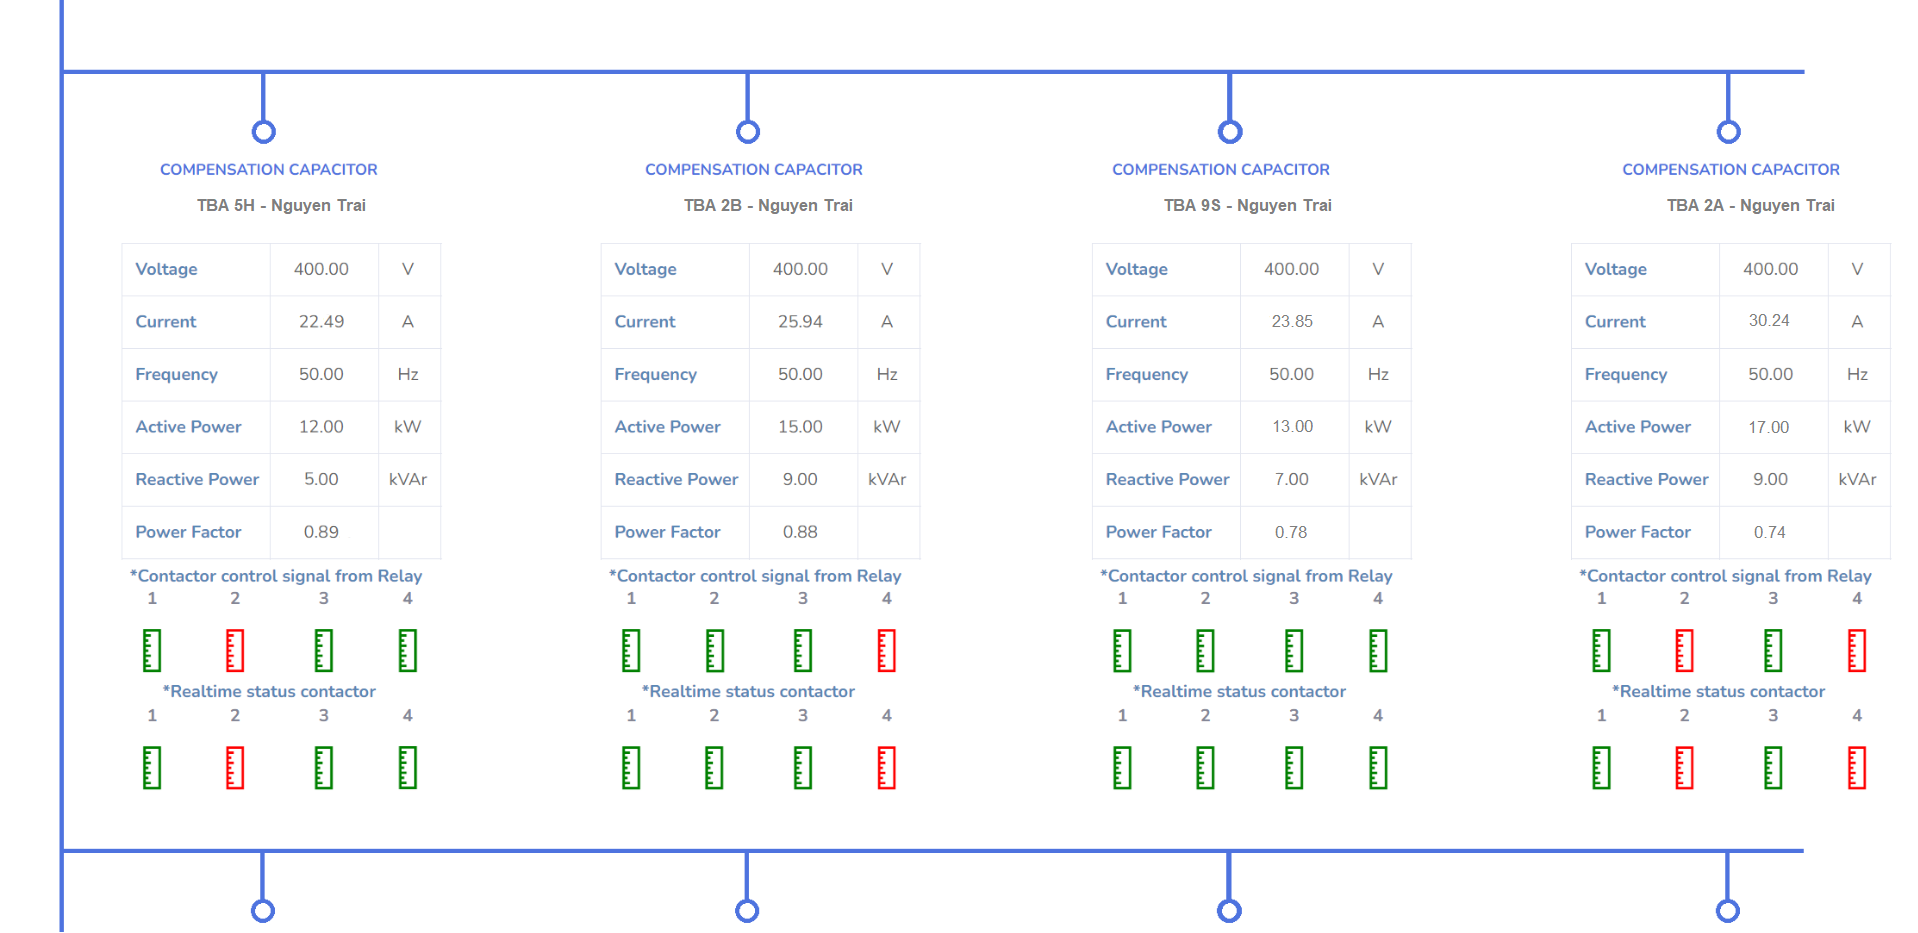 COMPENSATION CAPACITOR
TBA 5H - Nguyen Trai
Voltage 400.00 V
Current 22.49 A
Frequency 50.00 Hz
Active Power 12.00 kW
Reactive Power 5.00 kVAr
Power Factor 0.89
*Contactor control signal from Relay
1 2 3 4
*Realtime status contactor
1 2 3 4
COMPENSATION CAPACITOR
TBA 2B - Nguyen Trai
Voltage 400.00 V
Current 25.94 A
Frequency 50.00 Hz
Active Power 15.00 kW
Reactive Power 9.00 kVAr
Power Factor 0.88
*Contactor control signal from Relay
1 2 3 4
*Realtime status contactor
1 2 3 4
COMPENSATION CAPACITOR
TBA 9S - Nguyen Trai
Voltage 400.00 V
Current 23.85 A
Frequency 50.00 Hz
Active Power 13.00 kW
Reactive Power 7.00 kVAr
Power Factor 0.78
*Contactor control signal from Relay
1 2 3 4
*Realtime status contactor
1 2 3 4
COMPENSATION CAPACITOR
TBA 2A - Nguyen Trai
Voltage 400.00 V
Current 30.24 A
Frequency 50.00 Hz
Active Power 17.00 kW
Reactive Power 9.00 kVAr
Power Factor 0.74
*Contactor control signal from Relay
1 2 3 4
*Realtime status contactor
1 2 3 4